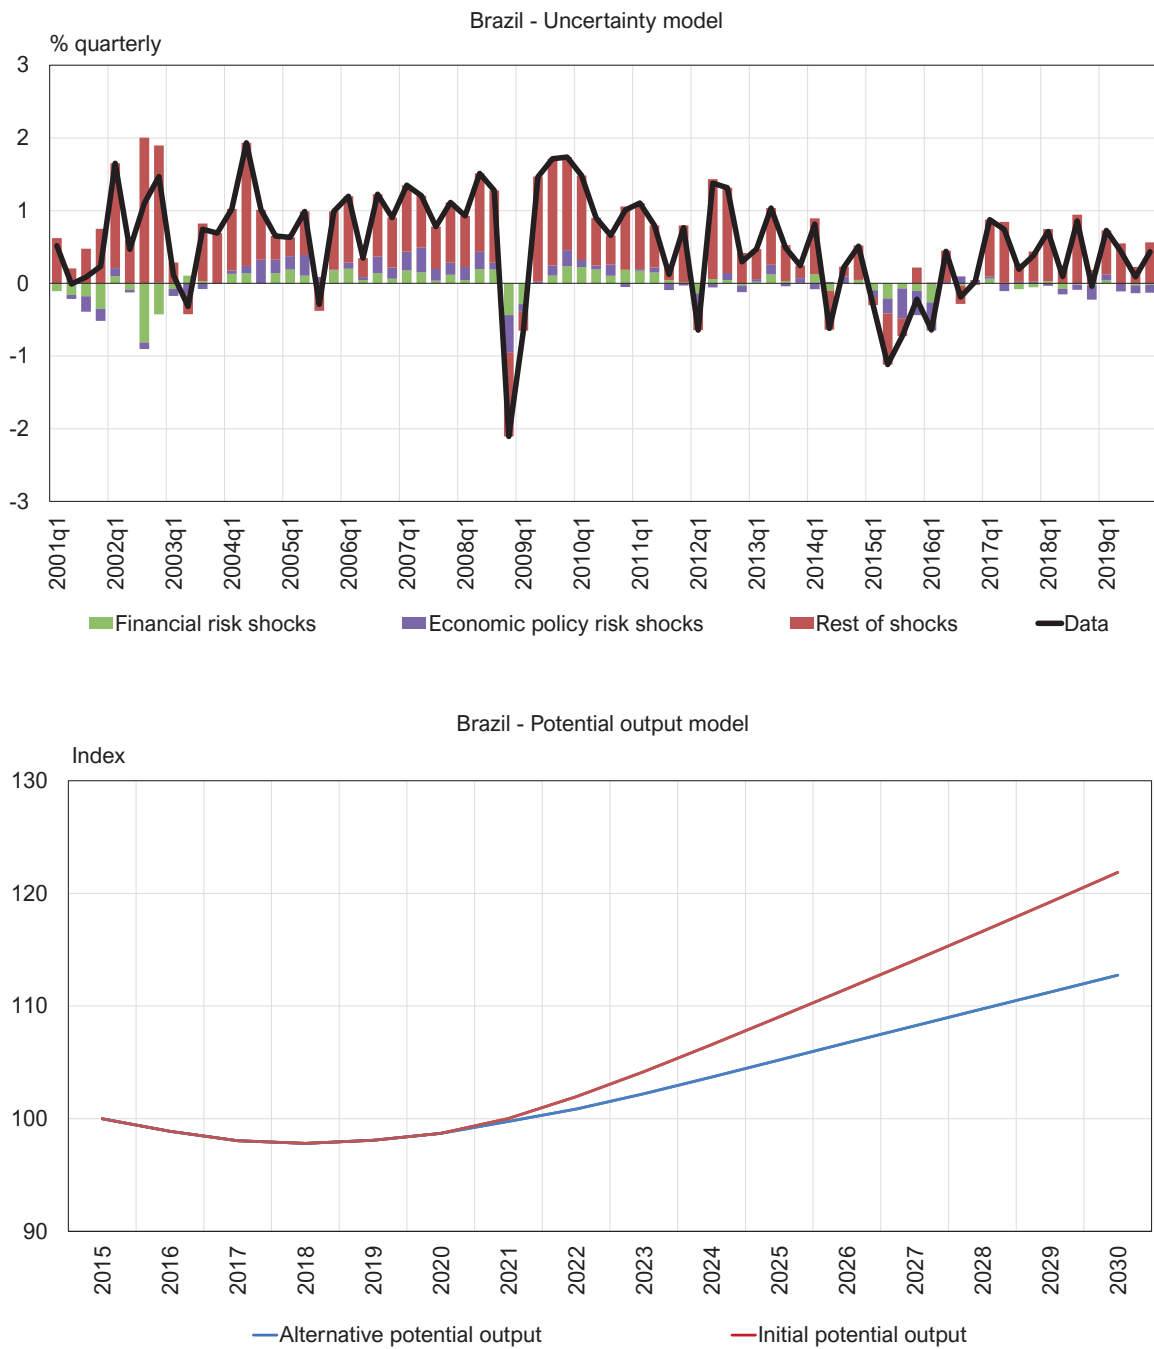 Brazil - Uncertainty model
% quarterly
3
2
1
0
-1
-2
-3
2001q1
2002q1
2003q1
2004q1
2005q1
2006q1
2007q1
2008q1
2009q1
2010q1
2011q1
2012q1
2013q1
2014q1
2015q1
2016q1
2017q1
2018q1
2019q1
Financial risk shocks
Economic policy risk shocks
Rest of shocks
Data
Brazil - Potential output model
Index
130
120
110
100
90
2015
2016
2017
2018
2019
2020
2021
2022
2023
2024
2025
2026
2027
2028
2029
2030
Alternative potential output
Initial potential output